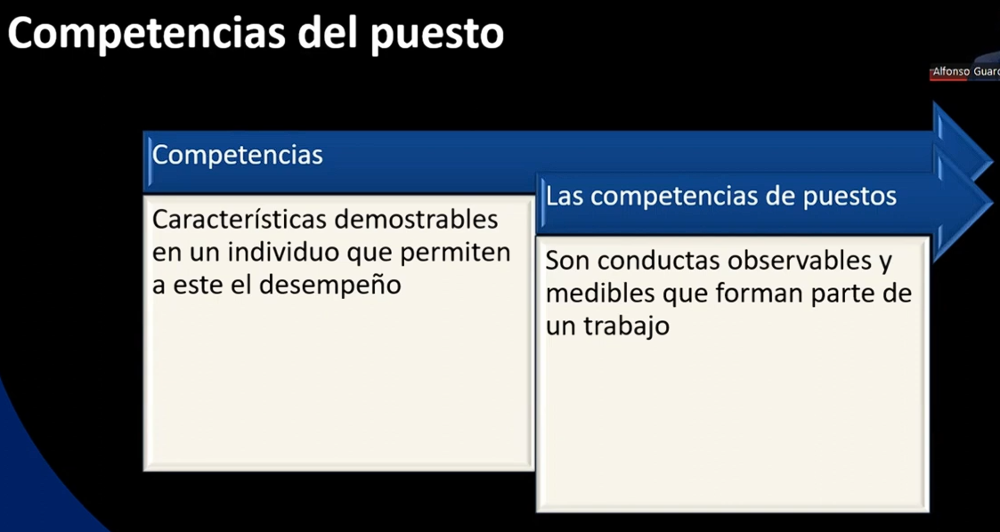 Competencias del puesto
Alfonso
Competencias
Características demostrables
en un individuo que permiten
a este el desempeño
Las competencias de puestos
Son conductas observables y
medibles que forman parte de
un trabajo